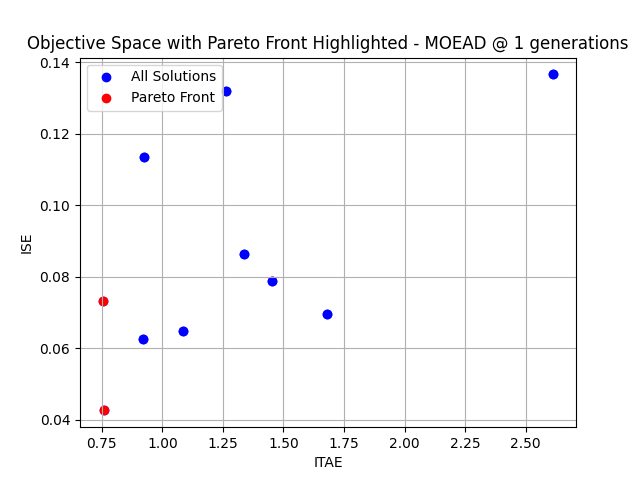 Objective Space with Pareto Front Highlighted - MOEAD @ 1 generations
All Solutions
Pareto Front
ISE
0.14
0.12
0.10
0.08
0.06
0.04
0.75 1.00 1.25 1.50 1.75 2.00 2.25 2.50
ITAE